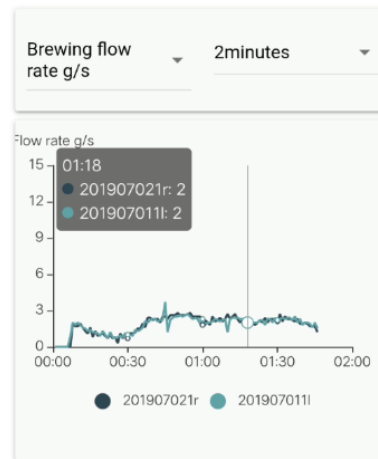 Brewing flow
rate g/s
2minutes
Flow rate g/s
15
12
9
6
3
0
01:18
201907021r: 2
201907011l: 2
00:00 00:30 01:00 01:30 02:00
201907021r 201907011l